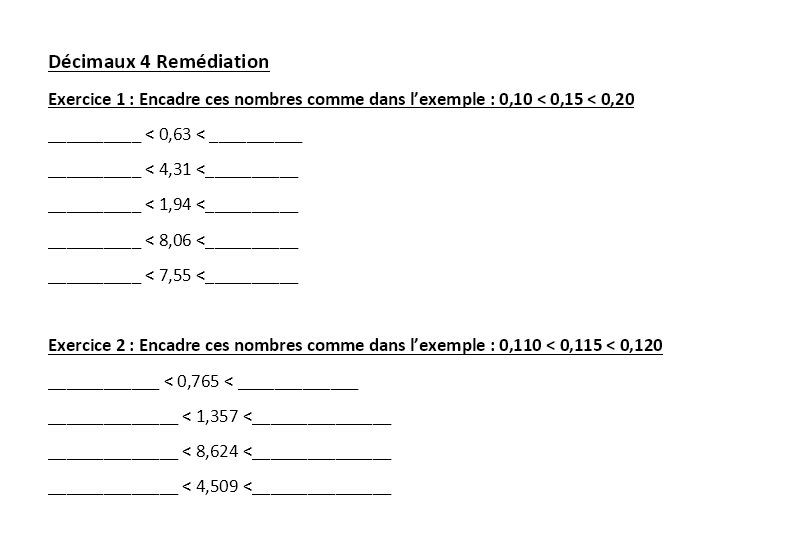 Décimaux 4 Remédiation
Exercice 1 : Encadre ces nombres comme dans l’exemple : 0,10 < 0,15 < 0,20
__________ < 0,63 < __________
__________ < 4,31 <__________
__________ < 1,94 <__________
__________ < 8,06 <__________
__________ < 7,55 <__________
Exercice 2 : Encadre ces nombres comme dans l’exemple : 0,110 < 0,115 < 0,120
____________ < 0,765 < _____________
______________ < 1,357 <_______________
______________ < 8,624 <_______________
______________ < 4,509 <_______________